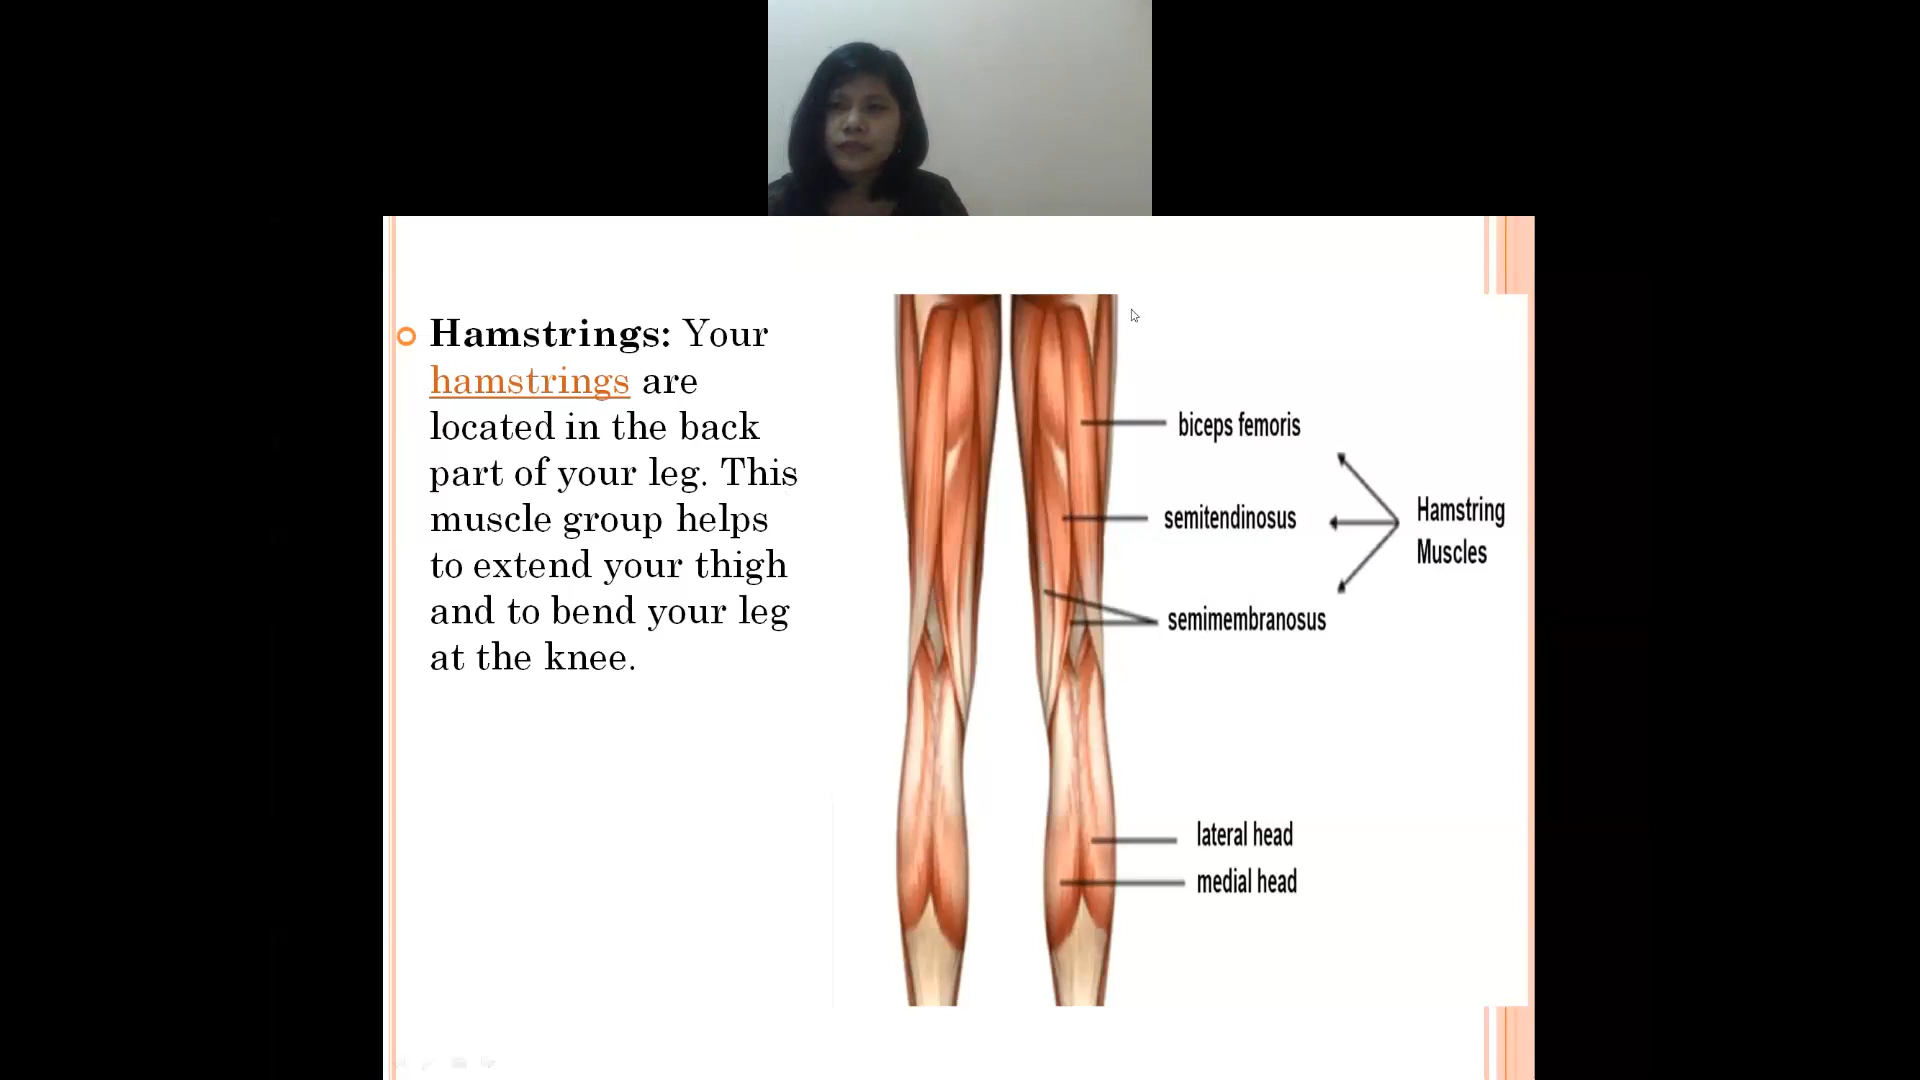 Hamstrings: Your
hamstrings are
located in the back
part of your leg. This
muscle group helps
to extend your thigh
and to bend your leg
at the knee.
biceps femoris
semitendinosus
semimembranosus
Hamstring
Muscles
lateral head
medial head